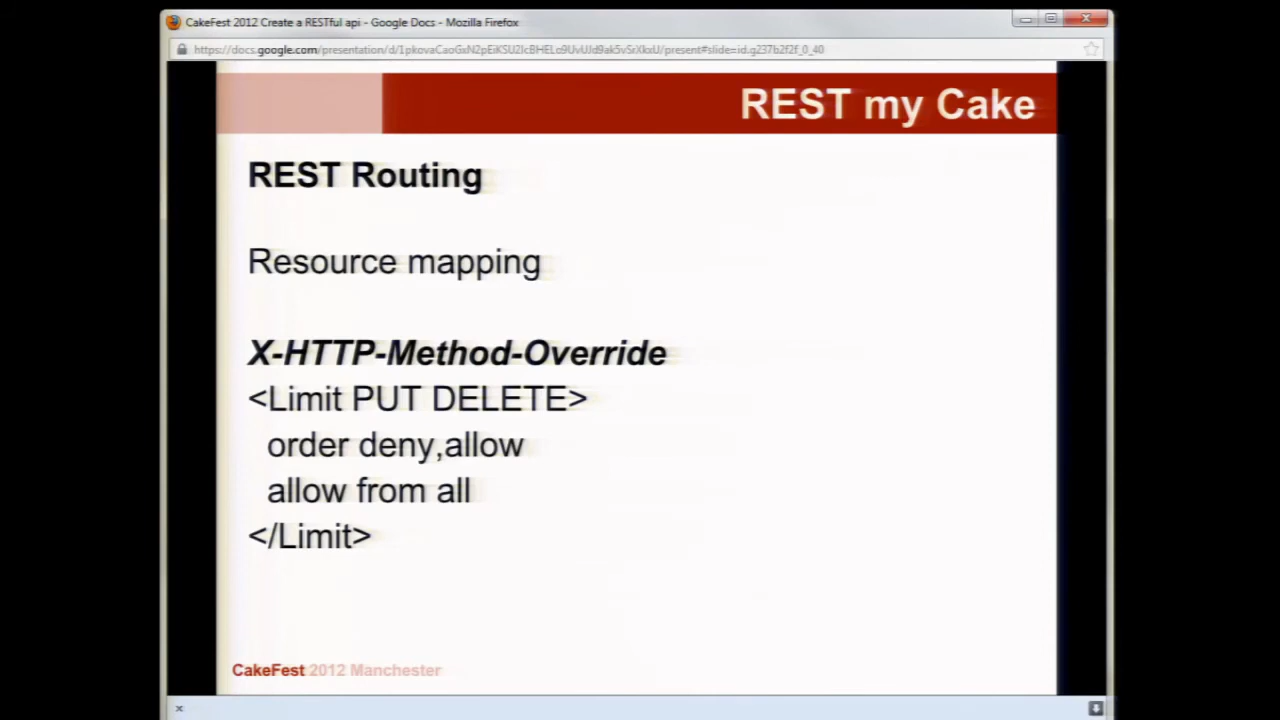 CakeFest 2012 Create a RESTful api - Google Docs - Mozilla Firefox
REST my Cake
REST Routing
Resource mapping
X-HTTP-Method-Override
<Limit PUT DELETE>
order deny,allow
allow from all
</Limit>
CakeFest 2012 Manchester